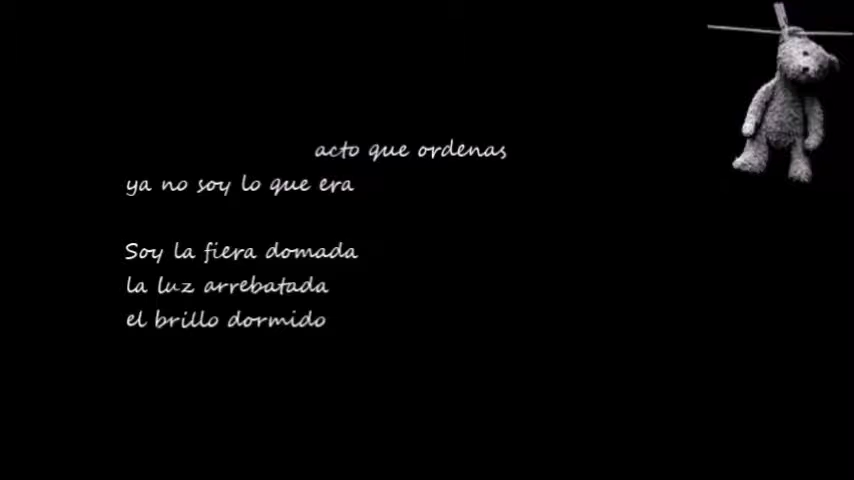 acto que ordenas
ya no soy lo que era
Soy la fiera domada
la luz arrebatada
el brillo dormido